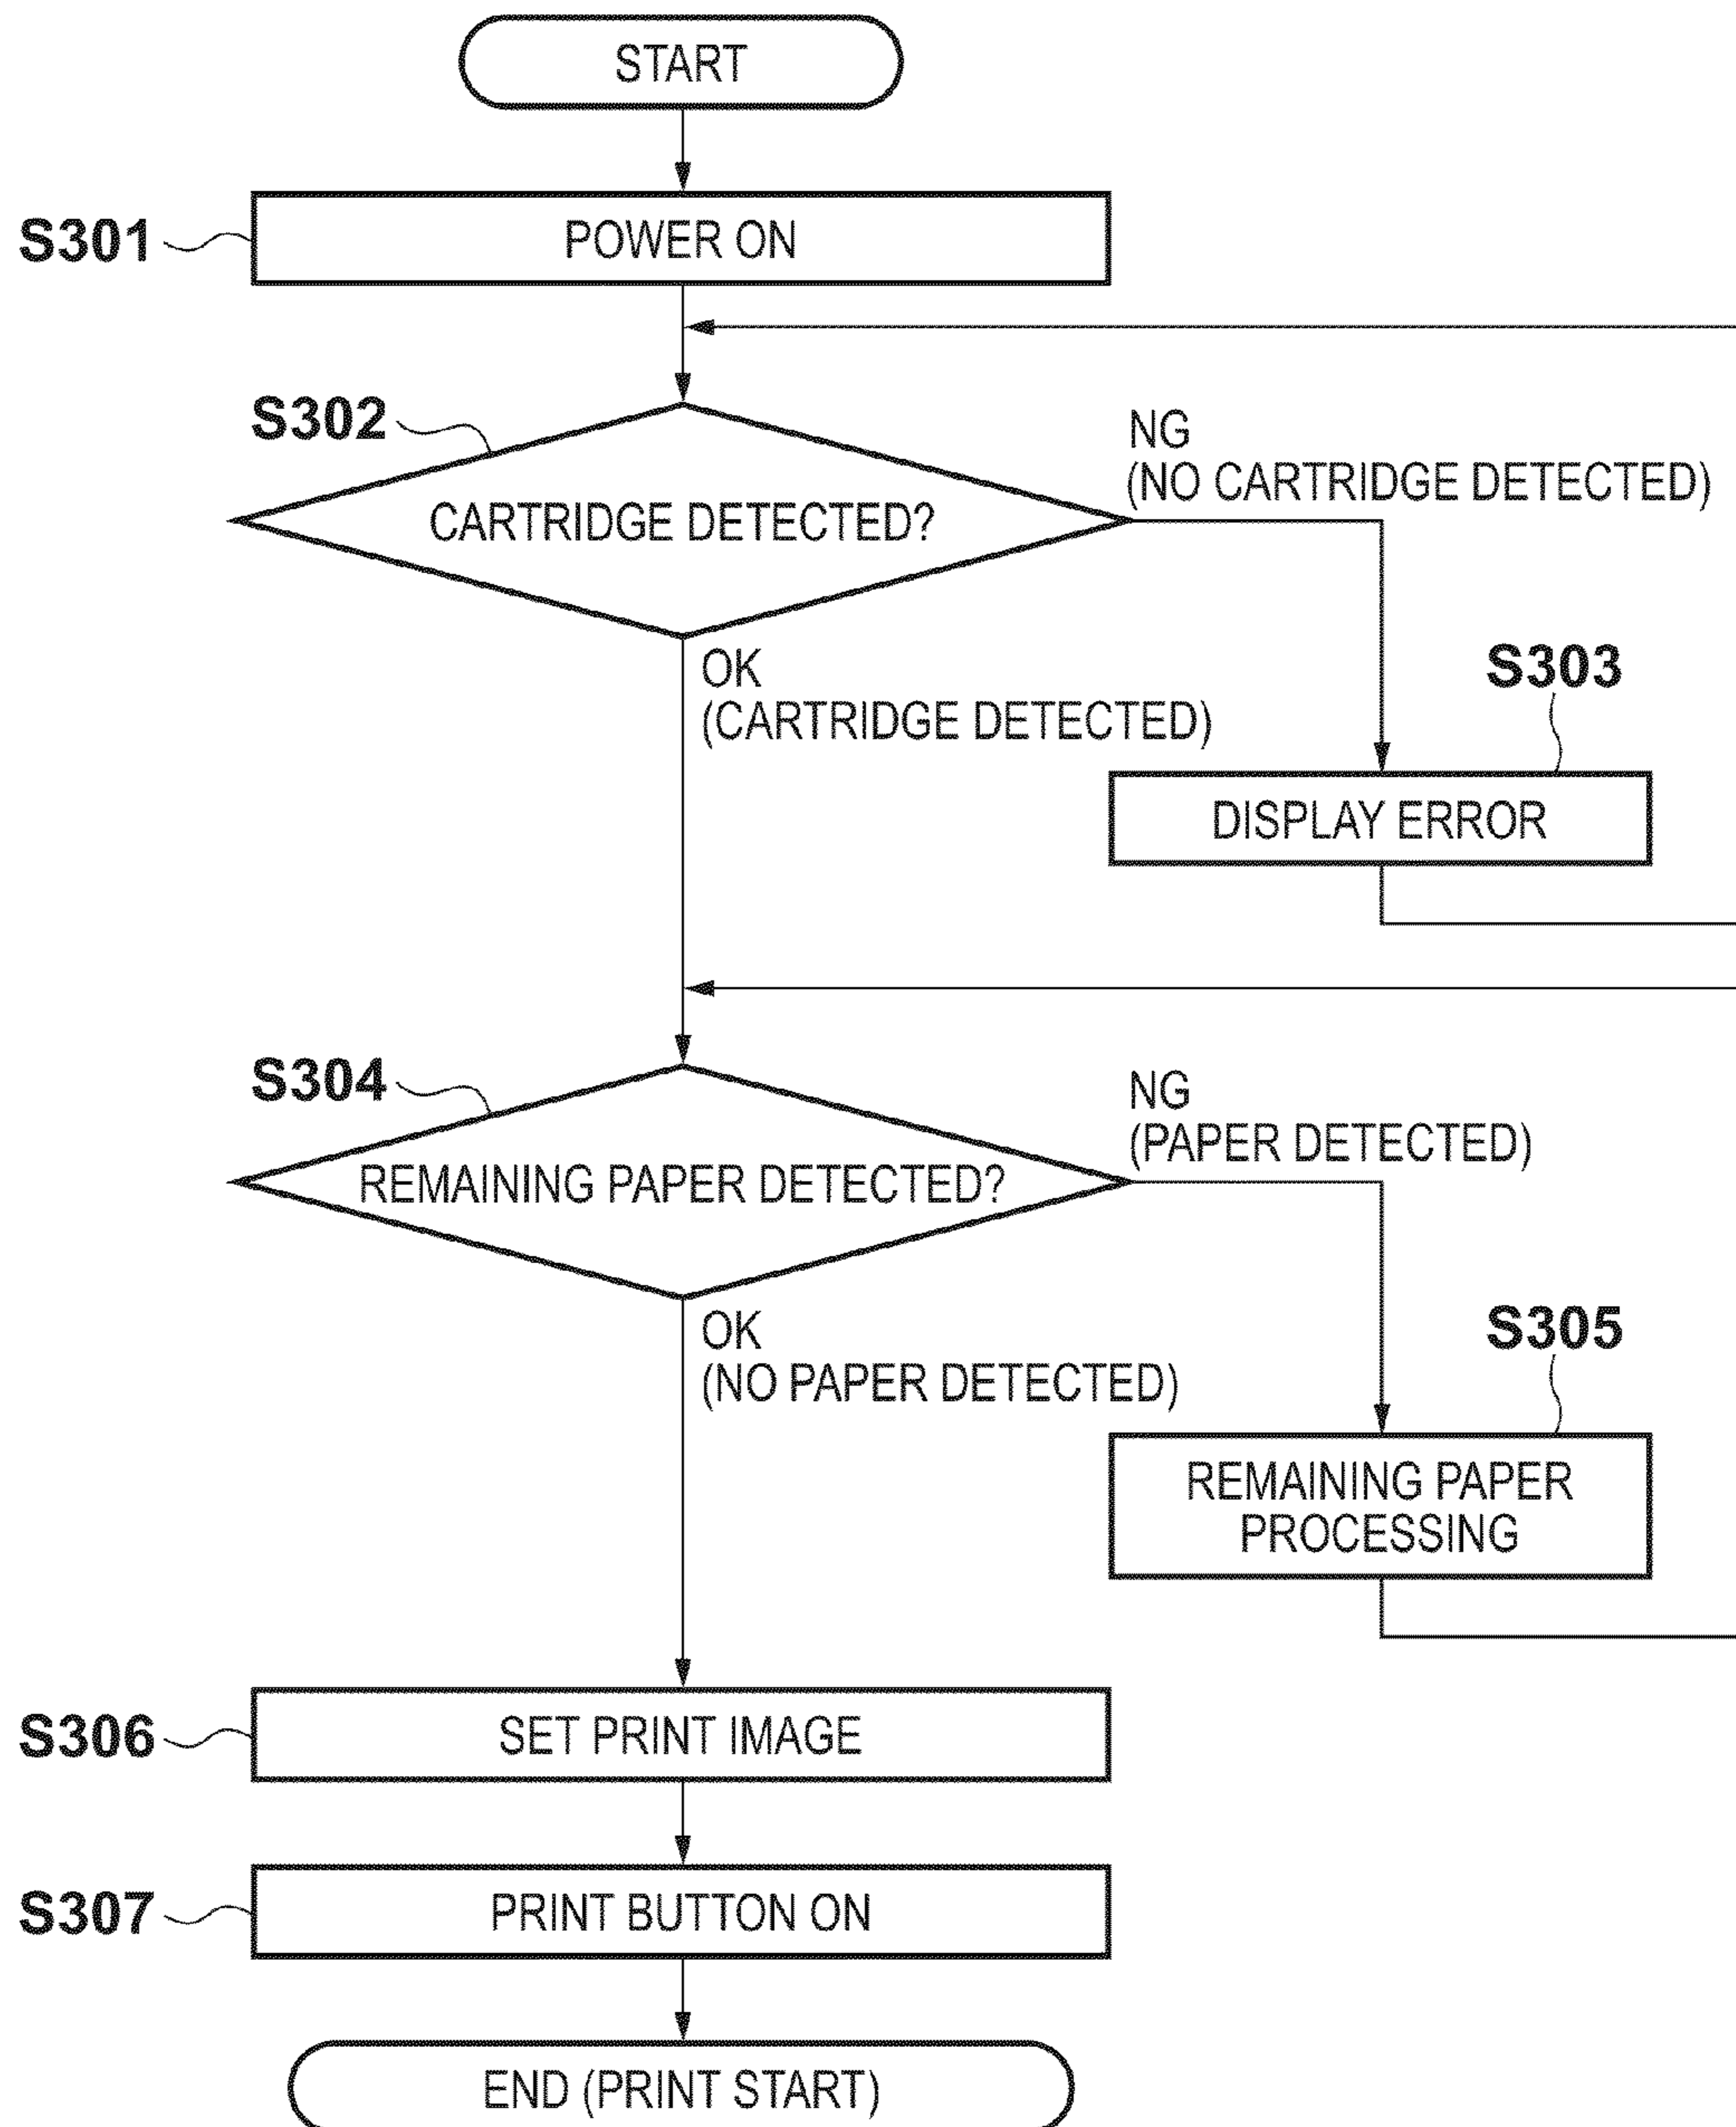 START
S301
POWER ON
S302
CARTRIDGE DETECTED?
NG
(NO CARTRIDGE DETECTED)
OK
(CARTRIDGE DETECTED)
S303
DISPLAY ERROR
S304
REMAINING PAPER DETECTED?
NG
(PAPER DETECTED)
OK
(NO PAPER DETECTED)
S305
REMAINING PAPER
PROCESSING
S306
SET PRINT IMAGE
S307
PRINT BUTTON ON
END (PRINT START)